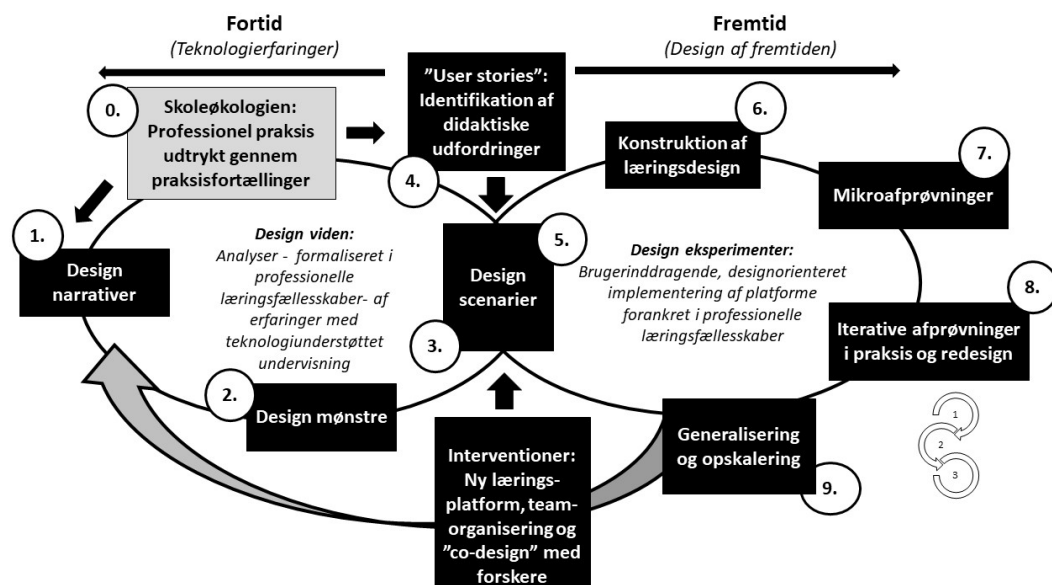 Fortid
(Teknologierfaringer)
Fremtid
(Design af fremtiden)
0.
Skoleøkologien:
Professionel praksis
udtrykt gennem
praksisfortællinger
"User stories":
Identifikation af
didaktiske
udfordringer
4.
6.
Konstruktion af
læringsdesign
7.
Mikroafprøvninger
1.
Design
narrativer
Design viden:
Analyser - formaliseret i
professionelle
læringsfællesskaber- af
erfaringer med
teknologiunderstøttet
undervisning
5.
Design
scenarier
3.
Design eksperimenter:
Brugerinddragende, designorienteret
implementering af platforme
forankret i professionelle
læringsfællesskaber
8.
Iterative afprøvninger
i praksis og redesign
1
2
3
2.
Design mønstre
Interventioner:
Ny lærings-
platform, team-
organisering og
"co-design" med
forskere
Generalisering
og opskalering
9.